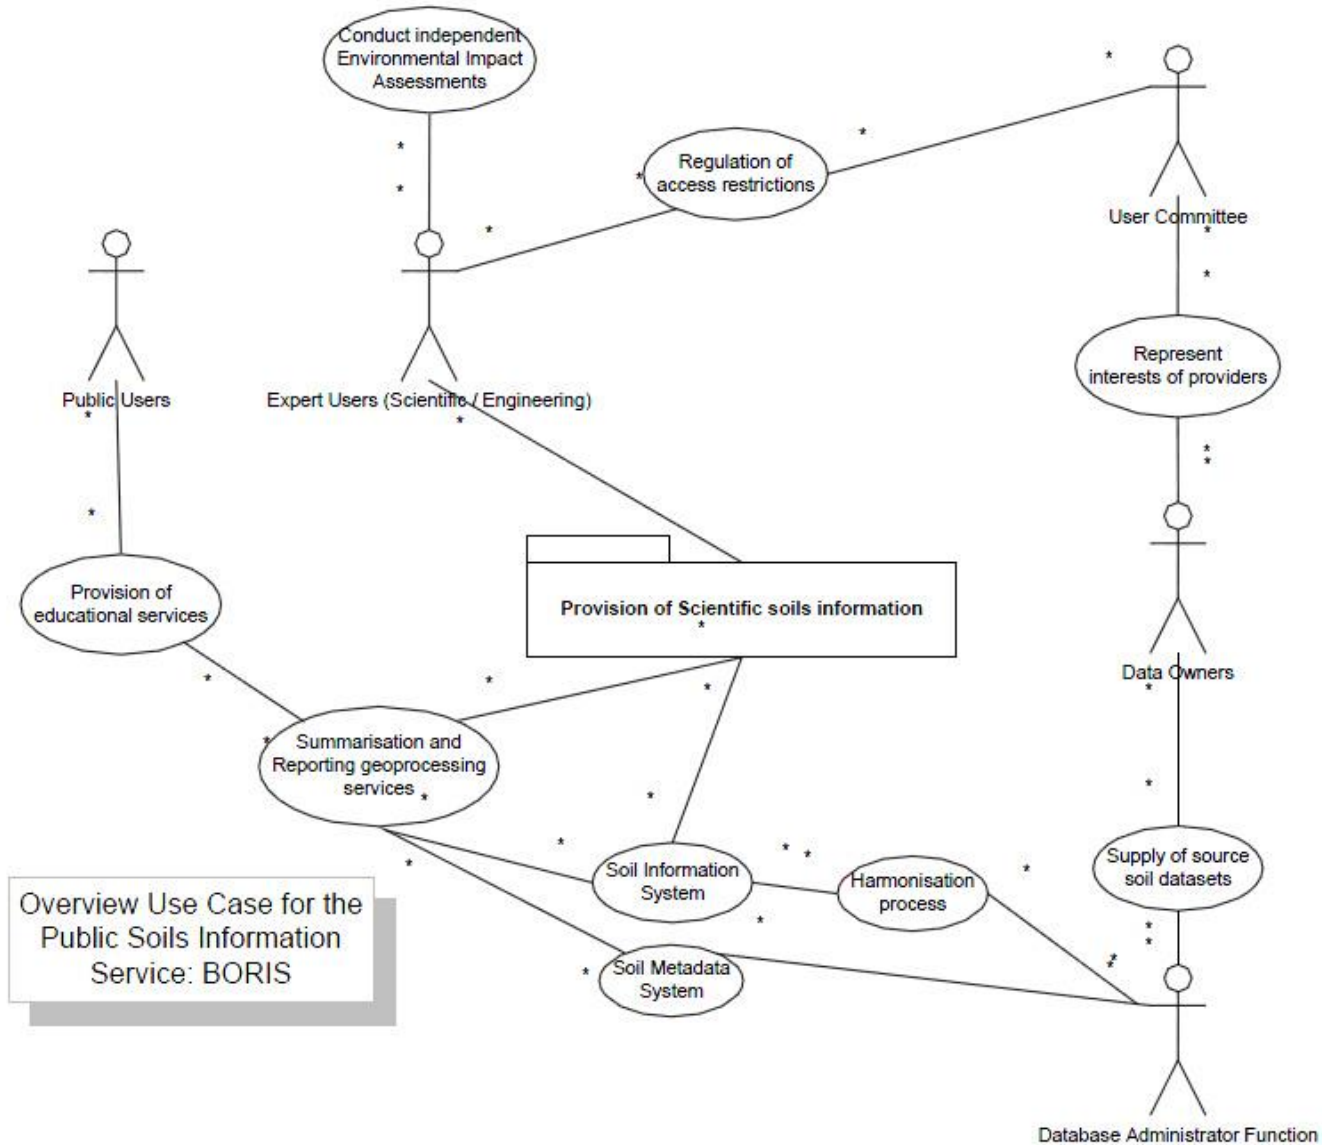 Conduct independent
Environmental Impact
Assessments
Regulation of
access restrictions
User Committee
Represent
interests of providers
Public Users
Expert Users (Scientific / Engineering)
Provision of
educational services
Provision of Scientific soils information
Data Owners
Summarisation and
Reporting geoprocessing
services
Soil Information
System
Harmonisation
process
Supply of source
soil datasets
Overview Use Case for the
Public Soils Information
Service: BORIS
Soil Metadata
System
Database Administrator Function